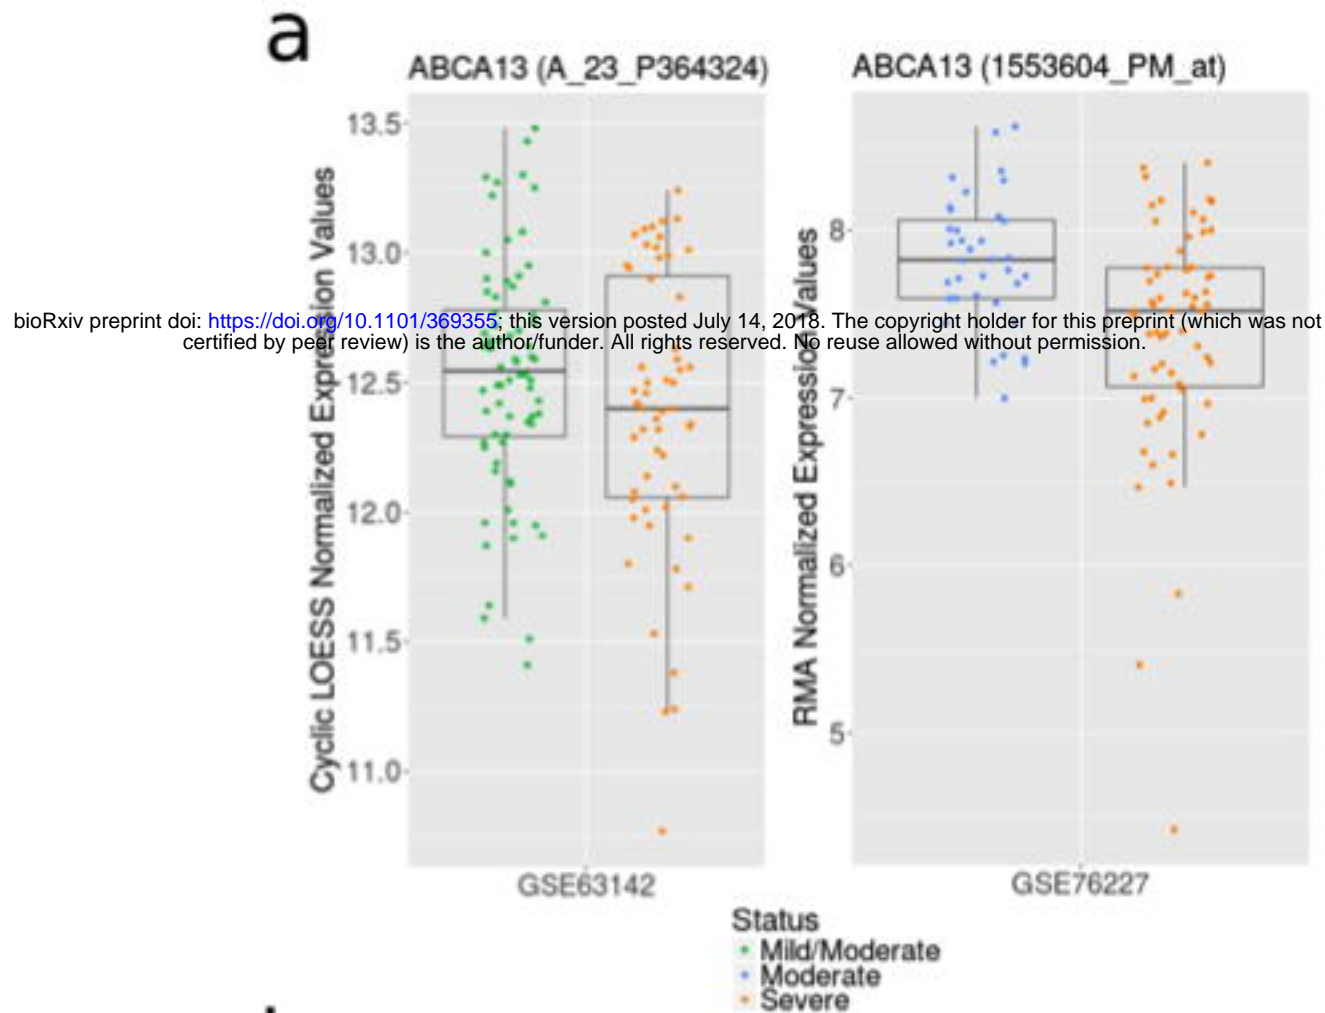 a
ABCA13 (A_23_P364324)
ABCA13 (1553604_PM_at)
Cyclic LOESS Normalized Expression Values
13.5
13.0
12.5
12.0
11.5
11.0
RMA Normalized Expression Values
8
7
6
5
bioRxiv preprint doi: https://doi.org/10.1101/369355; this version posted July 14, 2018. The copyright holder for this preprint (which was not
certified by peer review) is the author/funder. All rights reserved. No reuse allowed without permission.
GSE63142
GSE76227
Status
Mild/Moderate
Moderate
Severe